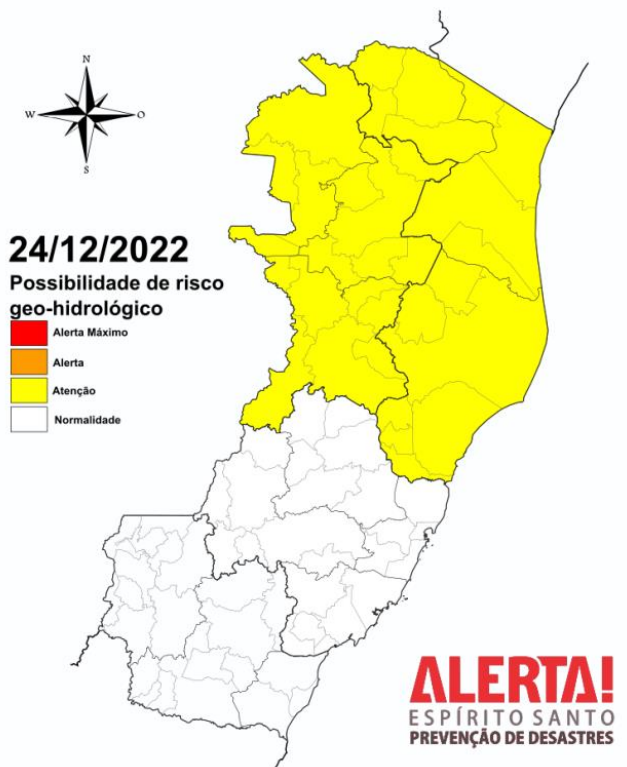 N
W
O
S
24/12/2022
Possibilidade de risco
geo-hidrológico
Alerta Máximo
Alerta
Atenção
Normalidade
ALERTA!
ESPÍRITO SANTO
PREVENÇÃO DE DESASTRES